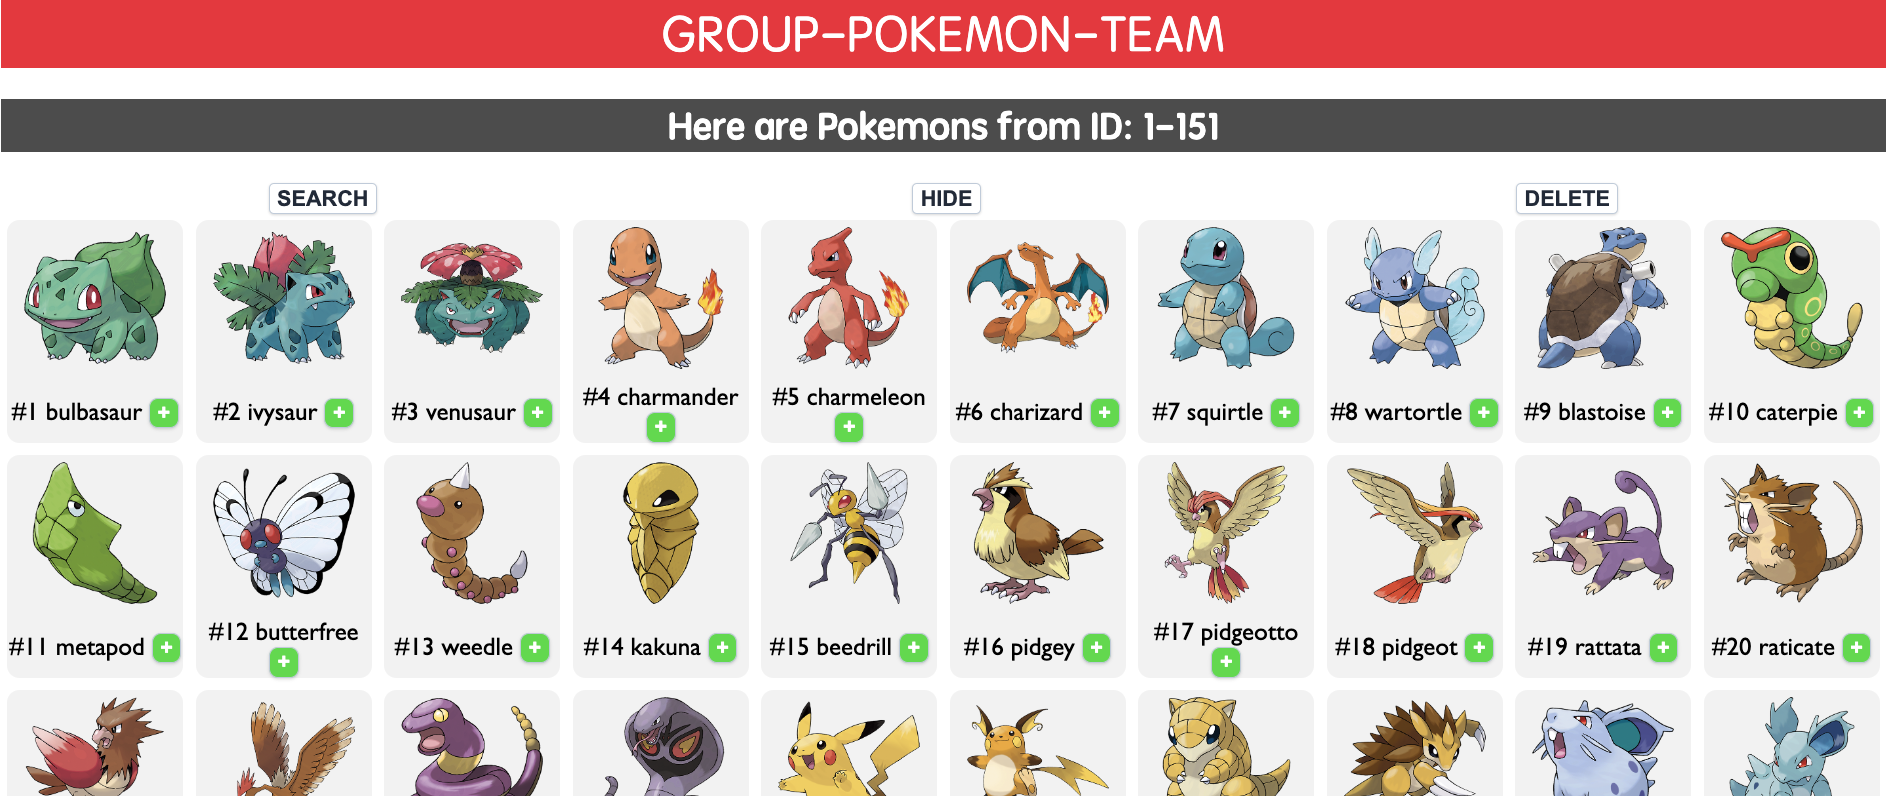 GROUP-POKEMON-TEAM
Here are Pokemons from ID: 1-151
SEARCH
HIDE
DELETE
#1 bulbasaur +
#2 ivysaur +
#3 venusaur +
#4 charmander
+
#5 charmeleon
+
#6 charizard +
#7 squirtle +
#8 wartortle +
#9 blastoise +
#10 caterpie +
#11 metapod +
#12 butterfree
+
#13 weedle +
#14 kakuna +
#15 beedrill +
#16 pidgey +
#17 pidgeotto
+
#18 pidgeot +
#19 rattata +
#20 raticate +